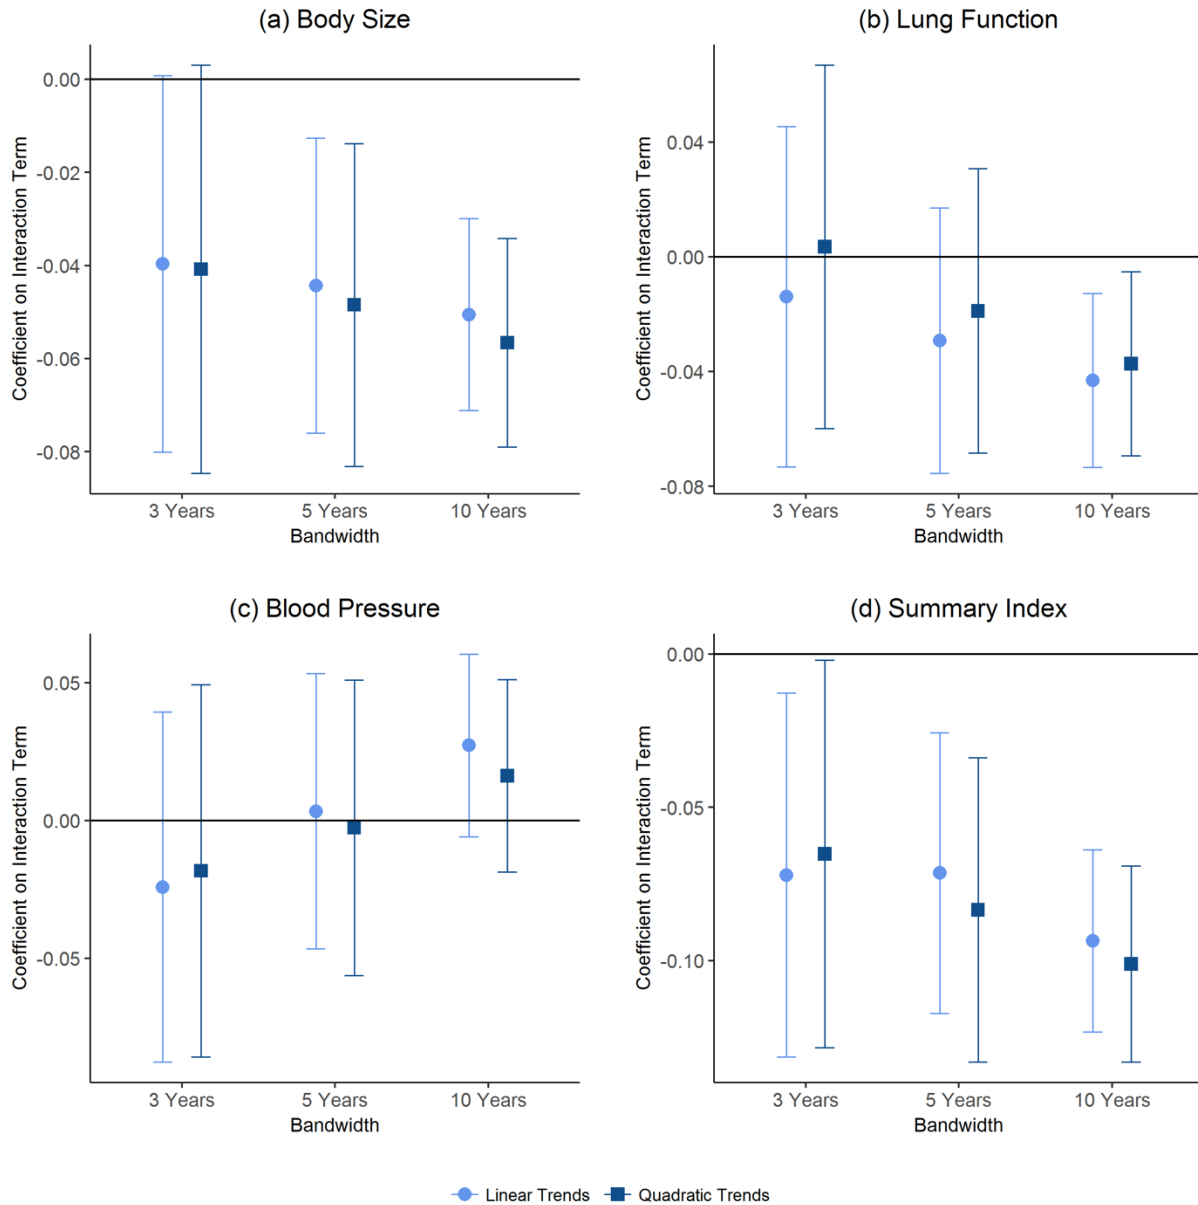 (a) Body Size
Coefficient on Interaction Term
0.00
-0.02
-0.04
-0.06
-0.08
3 Years 5 Years 10 Years
Bandwidth
(b) Lung Function
Coefficient on Interaction Term
0.04
0.00
-0.04
-0.08
3 Years 5 Years 10 Years
Bandwidth
(c) Blood Pressure
Coefficient on Interaction Term
0.05
0.00
-0.05
3 Years 5 Years 10 Years
Bandwidth
(d) Summary Index
Coefficient on Interaction Term
0.00
-0.05
-0.10
3 Years 5 Years 10 Years
Bandwidth
Linear Trends Quadratic Trends